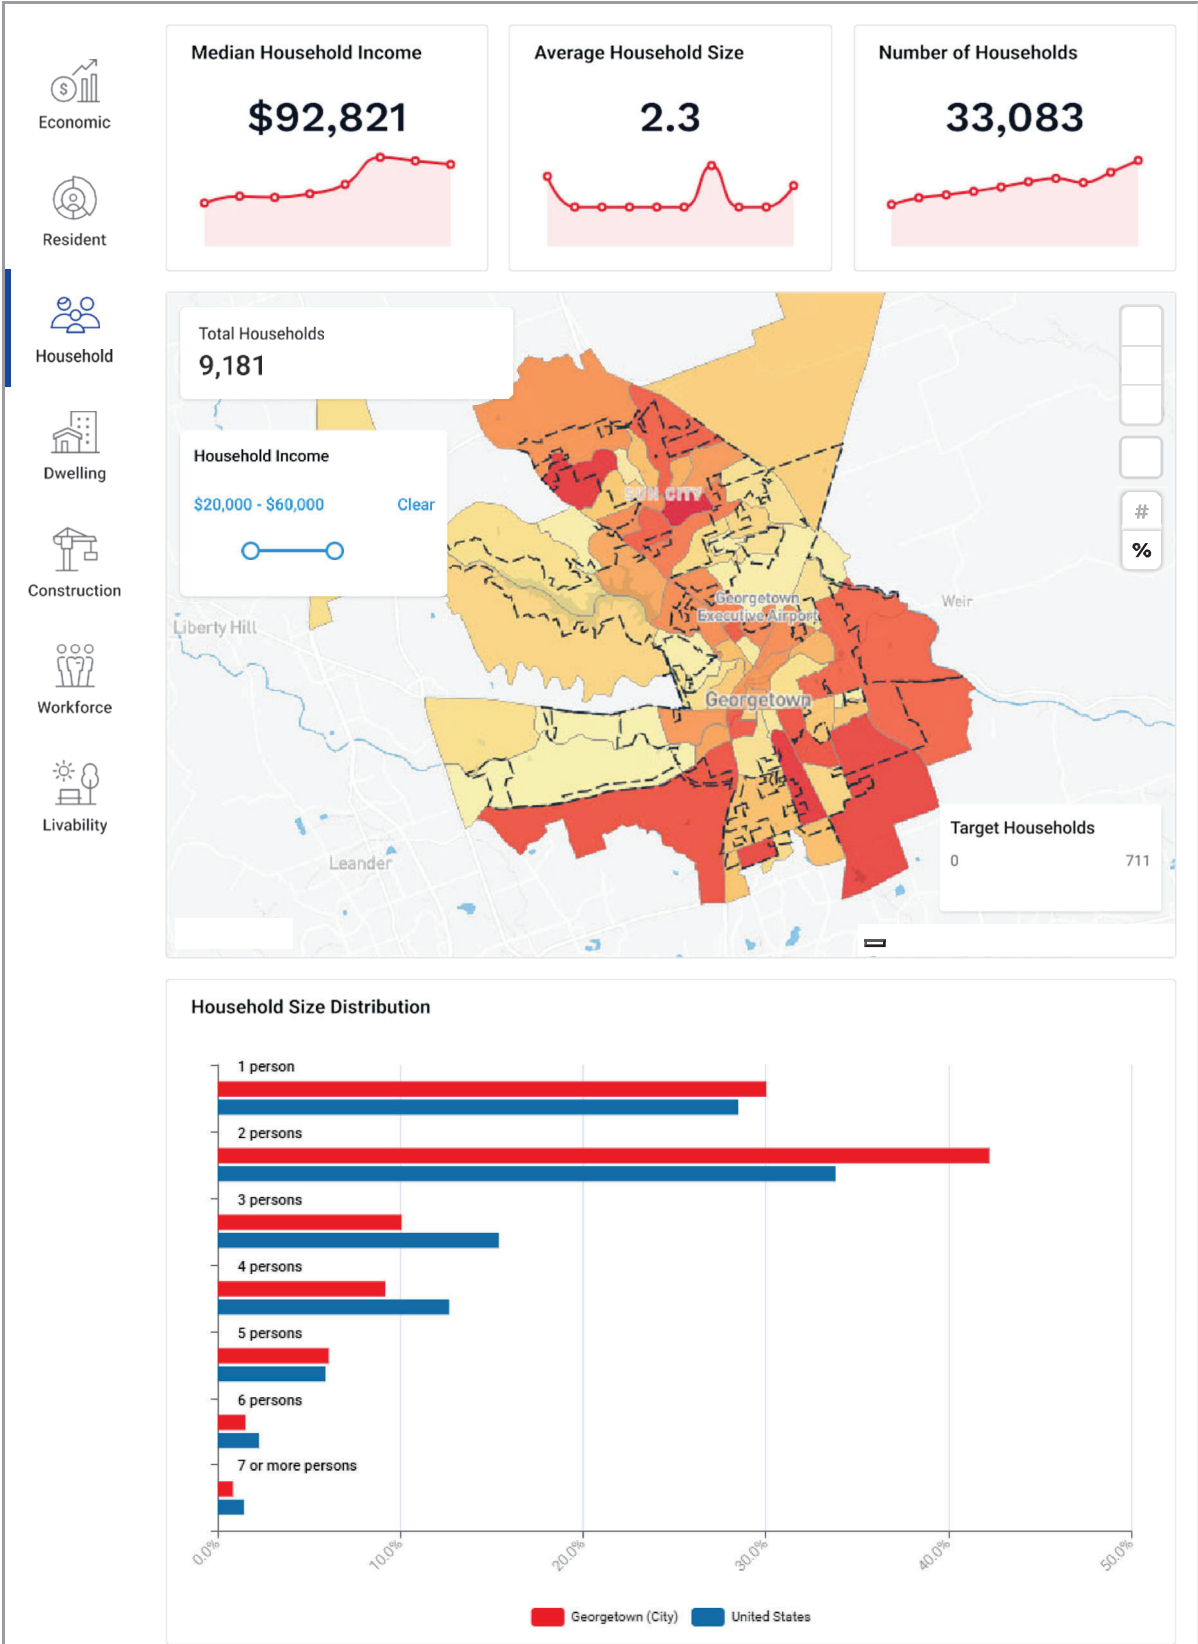 Economic
Resident
Household
Dwelling
Construction
Workforce
Livability
Median Household Income
$92,821
Average Household Size
2.3
Number of Households
33,083
Total Households
9,181
Household Income
$20,000 - $60,000 Clear
#
%
SUN CITY
Georgetown
Executive Airport
Weir
Liberty Hill
Georgetown
Leander
Target Households
0 711
Household Size Distribution
1 person
2 persons
3 persons
4 persons
5 persons
6 persons
7 or more persons
0.0% 10.0% 20.0% 30.0% 40.0% 50.0%
Georgetown (City) United States